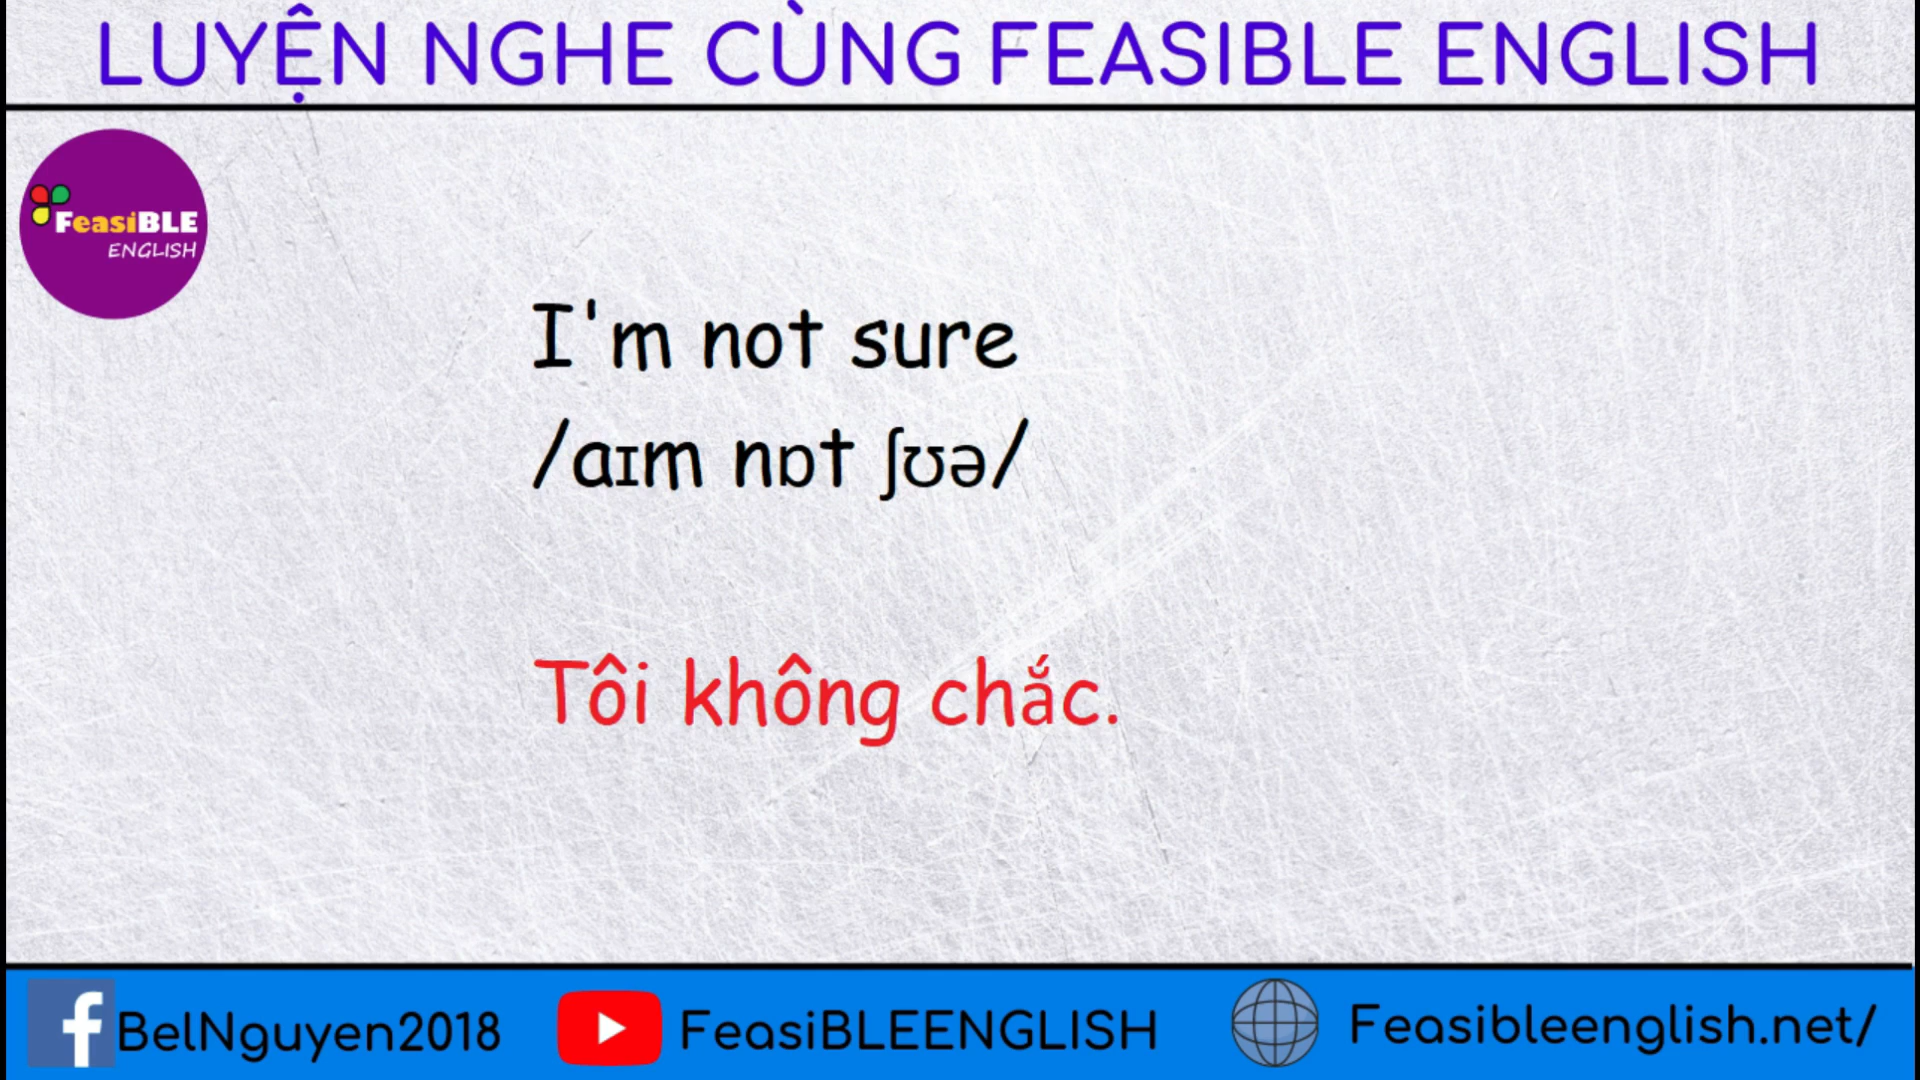 LUYỆN NGHE CÙNG FEASIBLE ENGLISH
FeasiBLE
ENGLISH
I'm not sure
/aɪm nɒt ʃʊə/
Tôi không chắc.
BelNguyen2018
FeasiBLEENGLISH
Feasibleenglish.net/